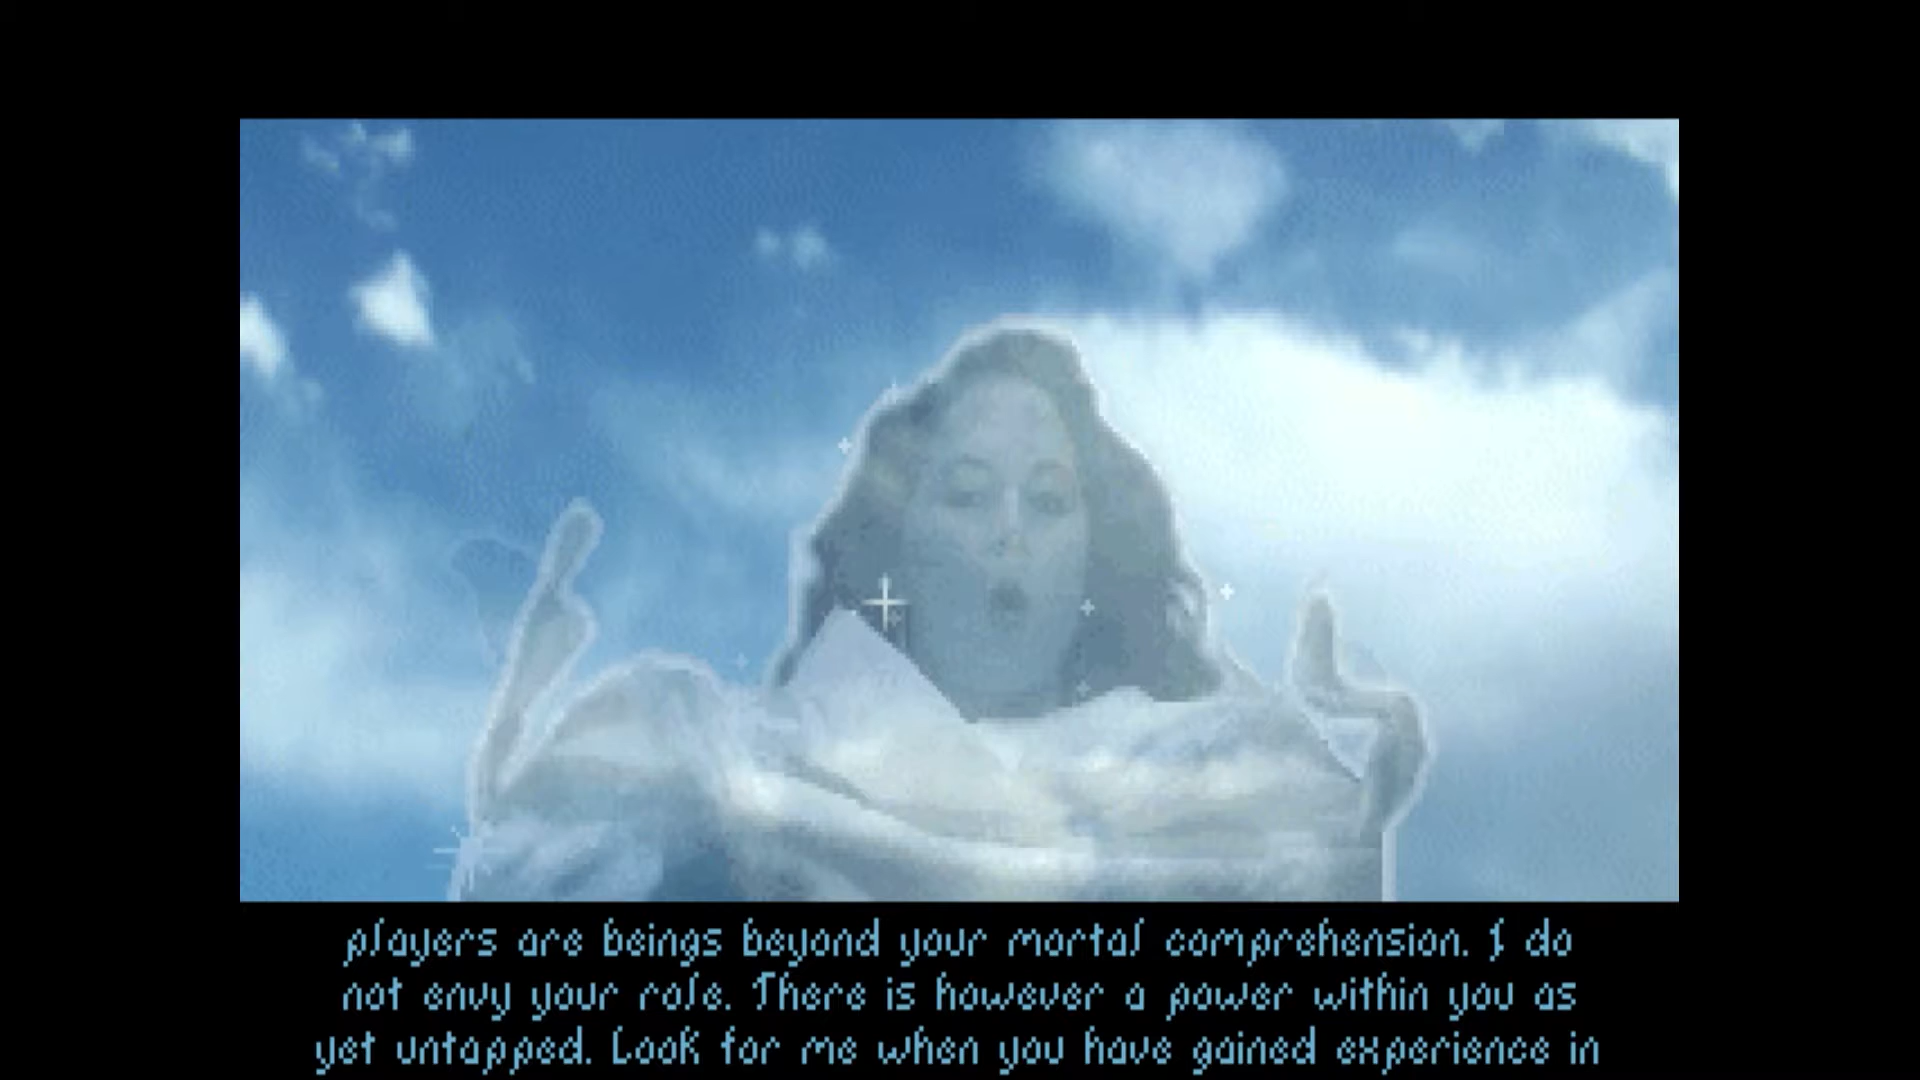 players are beings beyond your mortal comprehension. I do
not envy your role. There is however a power within you as
yet untapped. Look for me when you have gained experience in